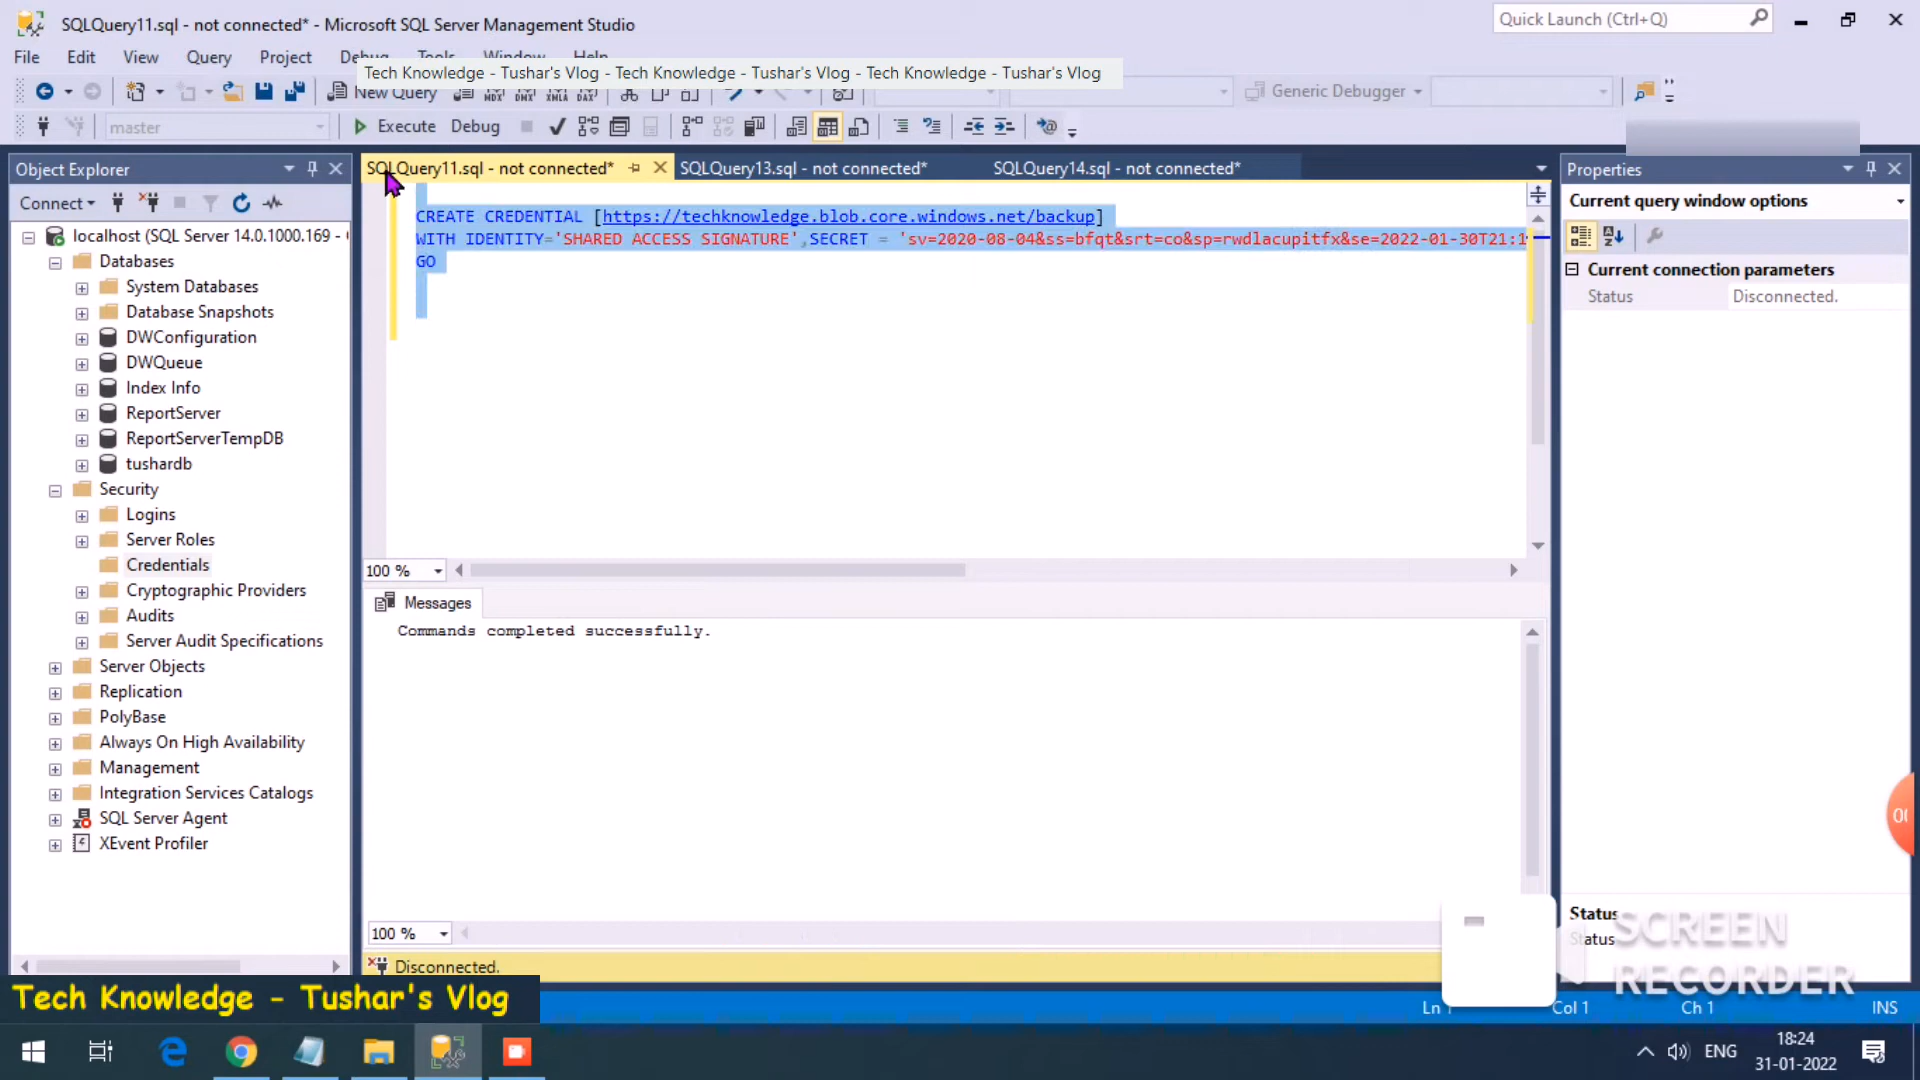 SQLQuery11.sql - not connected* - Microsoft SQL Server Management Studio
Quick Launch (Ctrl+Q)
File Edit View Query Project Debug Tools Window Help
Tech Knowledge - Tushar's Vlog - Tech Knowledge - Tushar's Vlog - Tech Knowledge - Tushar's Vlog
New Query
Generic Debugger
master
Execute Debug
Object Explorer
SQLQuery11.sql - not connected*
SQLQuery13.sql - not connected*
SQLQuery14.sql - not connected*
Properties
Connect
localhost (SQL Server 14.0.1000.169 -
Databases
System Databases
Database Snapshots
DWConfiguration
DWQueue
Index Info
ReportServer
ReportServerTempDB
tushardb
Security
Logins
Server Roles
Credentials
Cryptographic Providers
Audits
Server Audit Specifications
Server Objects
Replication
PolyBase
Always On High Availability
Management
Integration Services Catalogs
SQL Server Agent
XEvent Profiler
CREATE CREDENTIAL [https://techknowledge.blob.core.windows.net/backup]
WITH IDENTITY='SHARED ACCESS SIGNATURE',SECRET = 'sv=2020-08-04&ss=bfqt&srt=co&sp=rwdlacupitfx&se=2022-01-30T21:1
GO
100 %
Messages
Commands completed successfully.
100 %
Disconnected.
Current query window options
Current connection parameters
Status Disconnected.
Status
Status
SCREEN
RECORDER
Tech Knowledge - Tushar's Vlog
Ln Col 1 Ch 1 INS
ENG
18:24
31-01-2022